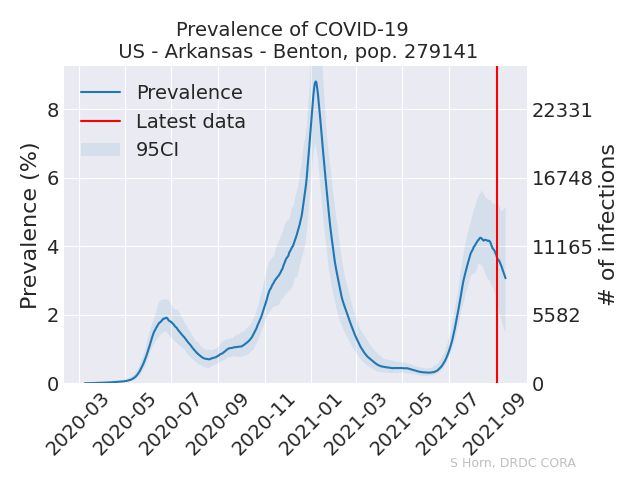 Prevalence of COVID-19
US - Arkansas - Benton, pop. 279141
Prevalence
Latest data
95CI
Prevalence (%)
8
6
4
2
0
22331
16748
11165
5582
0
# of infections
2020-03
2020-05
2020-07
2020-09
2020-11
2021-01
2021-03
2021-05
2021-07
2021-09
S Horn, DRDC CORA